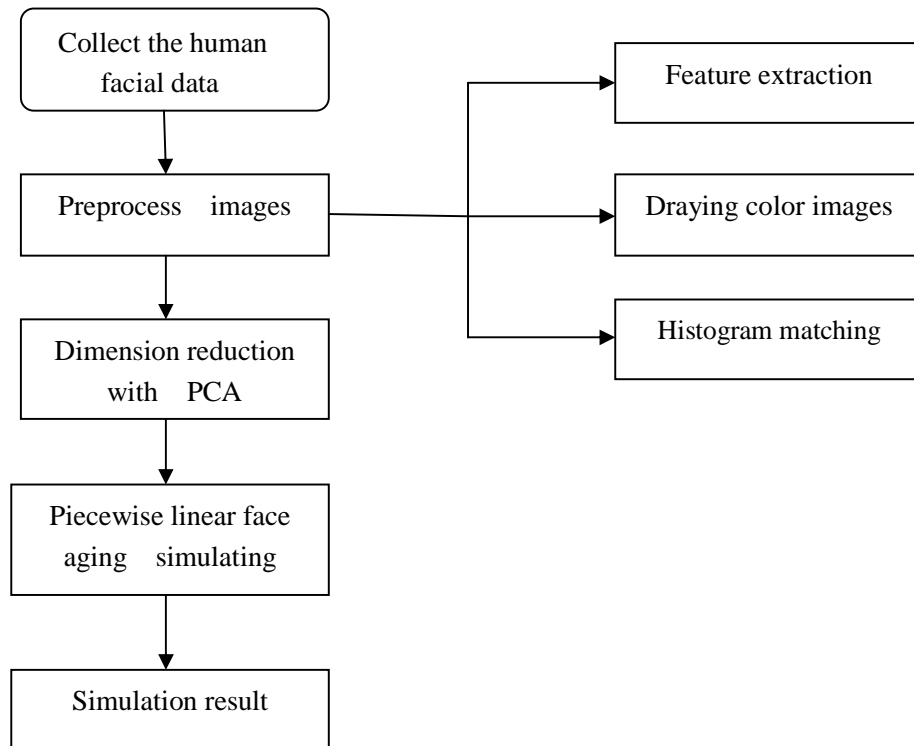 Collect the human
facial data
Preprocess images
Dimension reduction
with PCA
Piecewise linear face
aging simulating
Simulation result
Feature extraction
Draying color images
Histogram matching